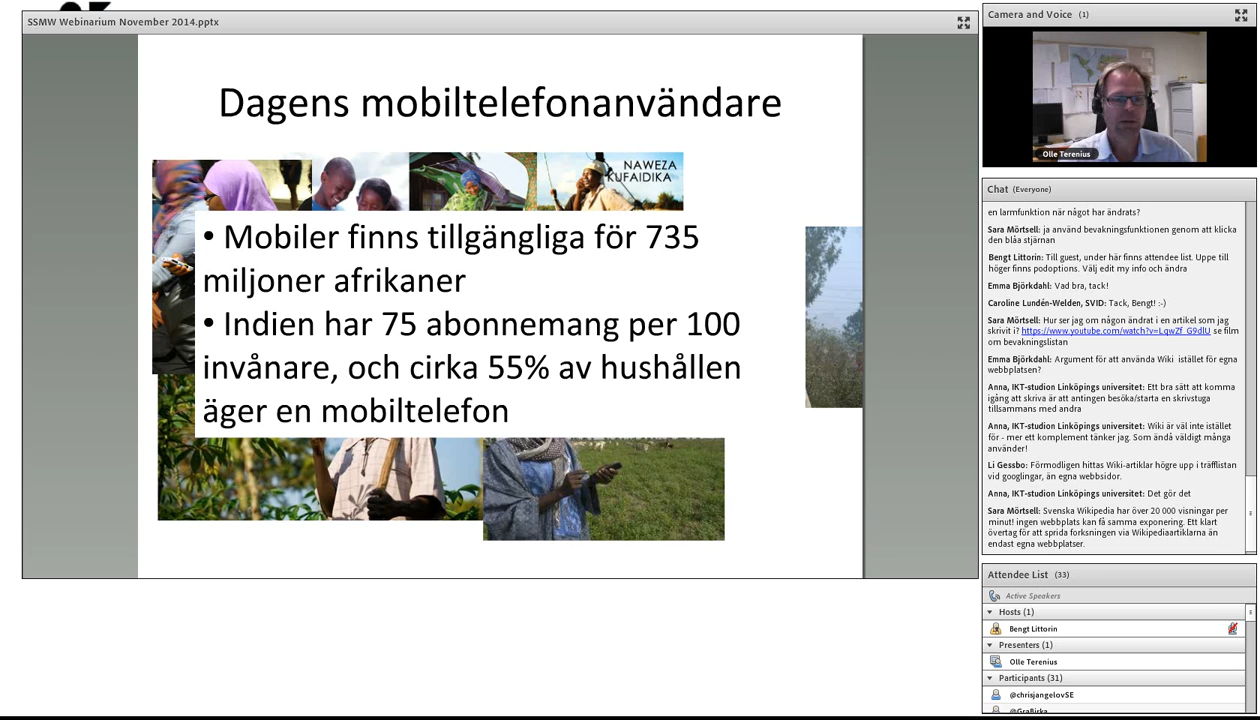 SSMW Webinarium November 2014.pptx
Dagens mobiltelefonanvändare
NAWEZA
KUFAIDIKA
• Mobiler finns tillgängliga för 735
miljoner afrikaner
• Indien har 75 abonnemang per 100
invånare, och cirka 55% av hushållen
äger en mobiltelefon
Camera and Voice (1)
Olle Terenius
Chat (Everyone)
en larmfunktion när något har ändrats?
Sara Mörtsell: ja använd bevakningsfunktionen genom att klicka
den blåa stjärnan
Bengt Littorin: Till guest, under här finns attendee list. Uppe till
höger finns podoptions. Välj edit my info och ändra
Emma Björkdahl: Vad bra, tack!
Caroline Lundén-Welden, SVID: Tack, Bengt! :-)
Sara Mörtsell: Hur ser jag om någon ändrat i en artikel som jag
skrivit i? https://www.youtube.com/watch?v=LqwZf_G9dlU se film
om bevakningslistan
Emma Björkdahl: Argument för att använda Wiki istället för egna
webbplatsen?
Anna, IKT-studion Linköpings universitet: Ett bra sätt att komma
igång att skriva är att antingen besöka/starta en skrivstuga
tillsammans med andra
Anna, IKT-studion Linköpings universitet: Wiki är väl inte istället
för - mer ett komplement tänker jag. Som ändå väldigt många
använder!
Li Gessbo: Förmodligen hittas Wiki-artiklar högre upp i träfflistan
vid googlingar, än egna webbsidor.
Anna, IKT-studion Linköpings universitet: Det gör det
Sara Mörtsell: Svenska Wikipedia har över 20 000 visningar per
minut! ingen webbplats kan få samma exponering. Ett klart
övertag för att sprida forksningen via Wikipediaartiklarna än
endast egna webbplatser.
Attendee List (33)
Active Speakers
Hosts (1)
Bengt Littorin
Presenters (1)
Olle Terenius
Participants (31)
@chrisjangelovSE
@GraBirka